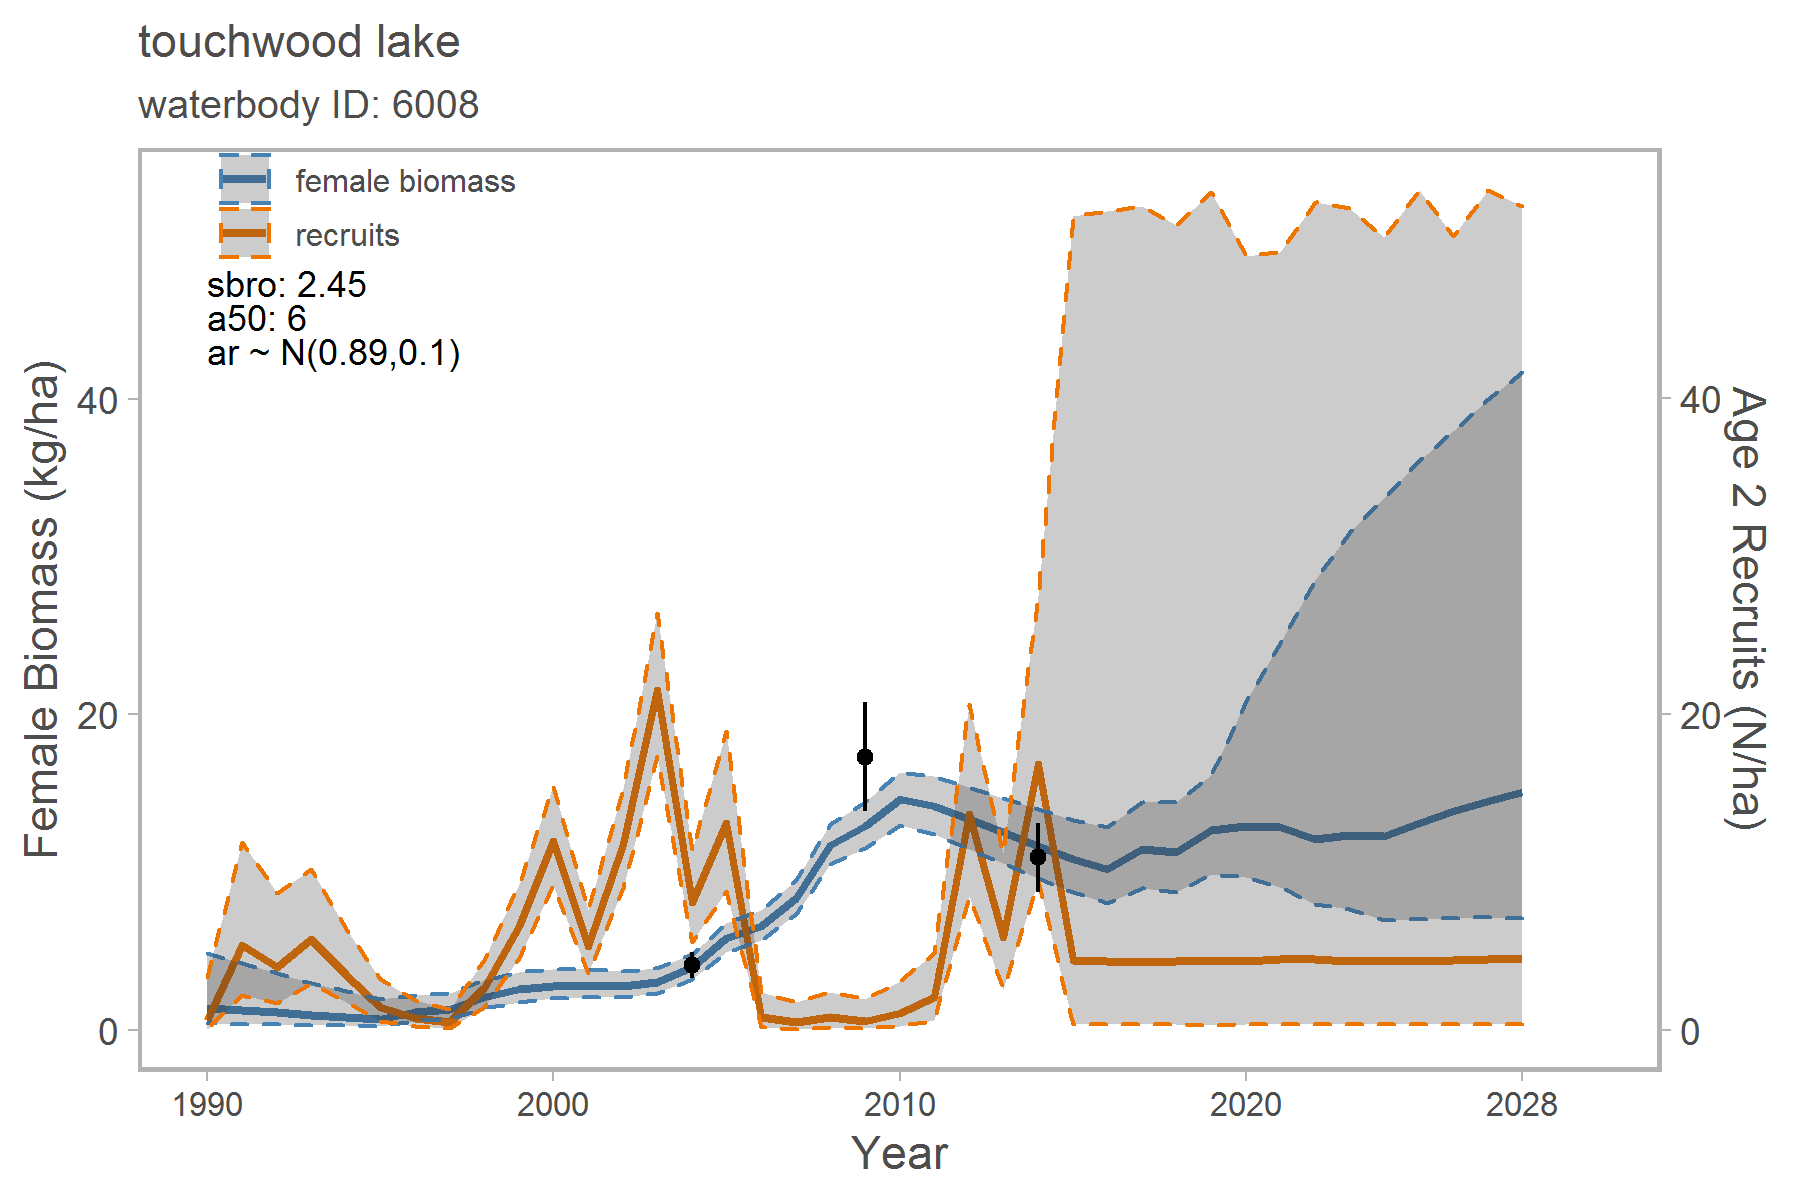 touchwood lake
waterbody ID: 6008
female biomass
recruits
sbro: 2.45
a50: 6
ar ~ N(0.89,0.1)
Female Biomass (kg/ha)
40
20
0
Age 2 Recruits (N/ha)
40
20
0
1990
2000
2010
2020
2028
Year